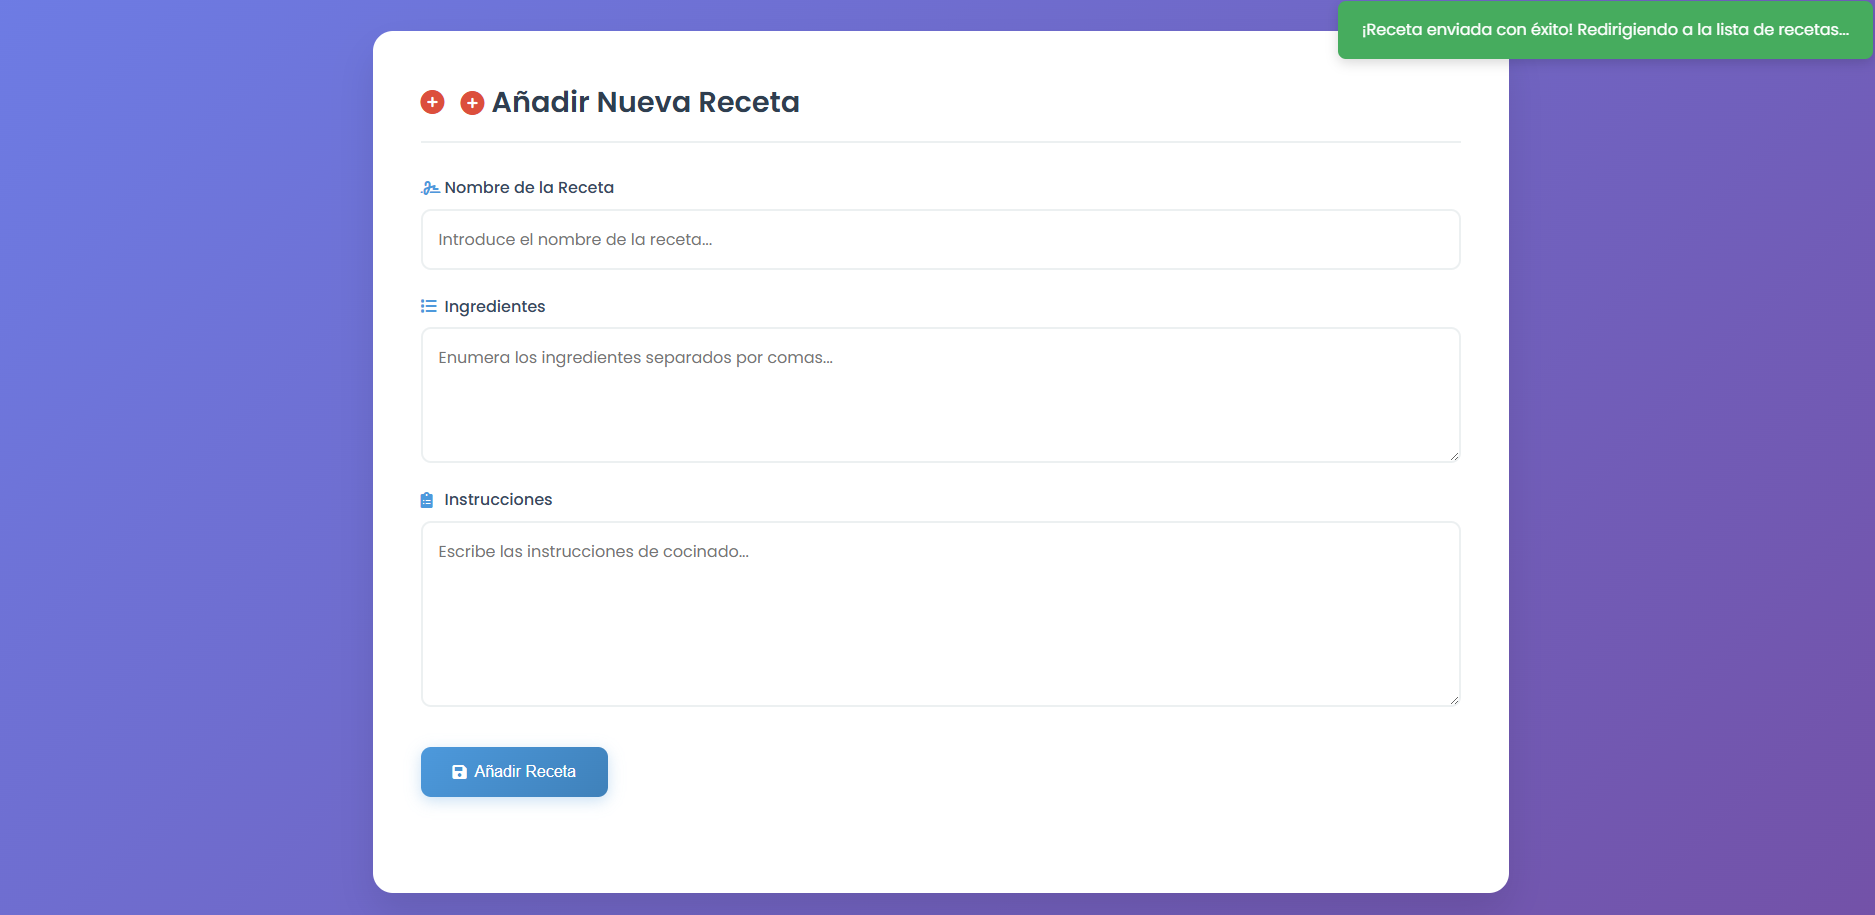 ¡Receta enviada con éxito! Redirigiendo a la lista de recetas...
Añadir Nueva Receta
Nombre de la Receta
Introduce el nombre de la receta...
Ingredientes
Enumera los ingredientes separados por comas...
Instrucciones
Escribe las instrucciones de cocinado...
Añadir Receta